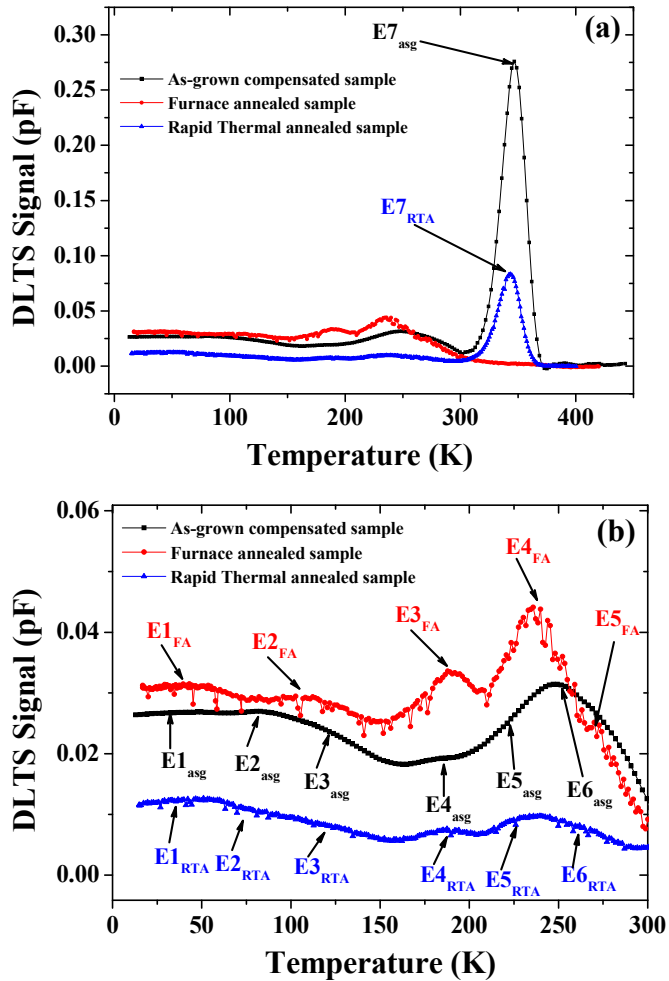 (a)
E7asg
As-grown compensated sample
Furnace annealed sample
Rapid Thermal annealed sample
E7RTA
DLTS Signal (pF)
0.30
0.25
0.20
0.15
0.10
0.05
0.00
0 100 200 300 400
Temperature (K)
(b)
As-grown compensated sample
Furnace annealed sample
Rapid Thermal annealed sample
E4FA
E3FA
E5FA
E1FA
E2FA
E1asg
E2asg
E3asg
E4asg
E5asg
E6asg
E1RTA
E2RTA
E3RTA
E4RTA
E5RTA
E6RTA
DLTS Signal (pF)
0.06
0.04
0.02
0.00
0 50 100 150 200 250 300
Temperature (K)